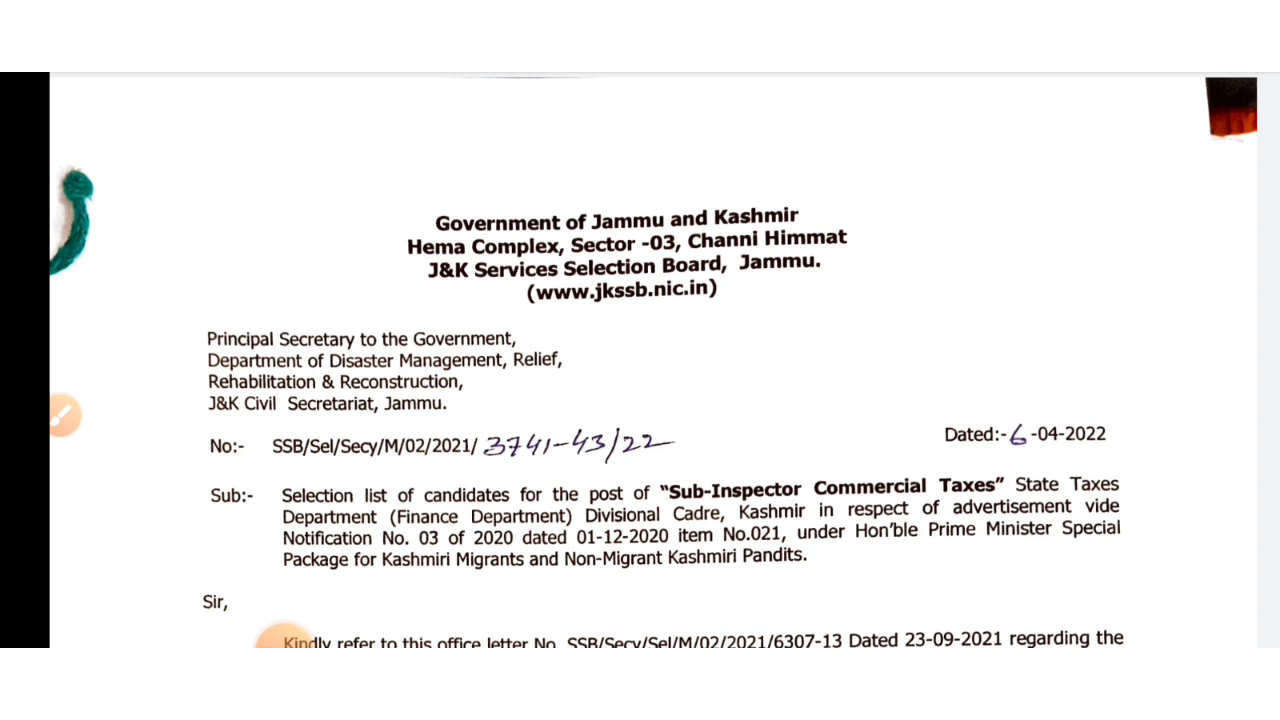 Government of Jammu and Kashmir
Hema Complex, Sector -03, Channi Himmat
J&K Services Selection Board, Jammu.
(www.jkssb.nic.in)
Principal Secretary to the Government,
Department of Disaster Management, Relief,
Rehabilitation & Reconstruction,
J&K Civil Secretariat, Jammu.
No:- SSB/Sel/Secy/M/02/2021/ 3741-43/22 Dated:-6-04-2022
Sub:- Selection list of candidates for the post of “Sub-Inspector Commercial Taxes” State Taxes
Department (Finance Department) Divisional Cadre, Kashmir in respect of advertisement vide
Notification No. 03 of 2020 dated 01-12-2020 item No.021, under Hon’ble Prime Minister Special
Package for Kashmiri Migrants and Non-Migrant Kashmiri Pandits.
Sir,
Kindly refer to this office letter No. SSB/Secy/Sel/M/02/2021/6307-13 Dated 23-09-2021 regarding the